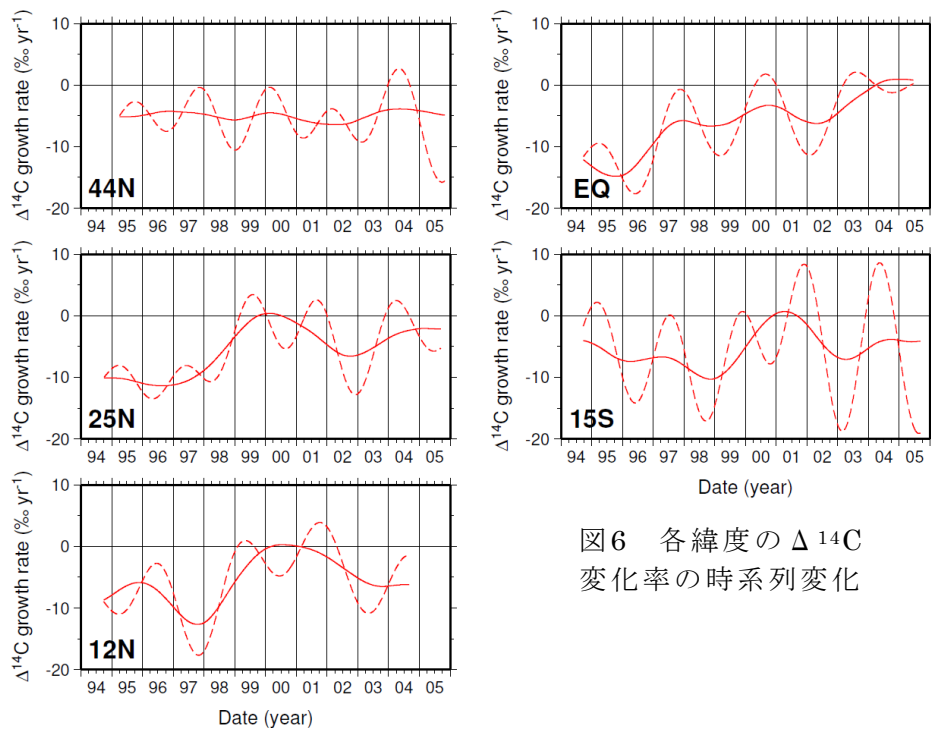 Δ¹⁴C growth rate (‰ yr⁻¹)
10
0
-10
-20
44N
94 95 96 97 98 99 00 01 02 03 04 05
Δ¹⁴C growth rate (‰ yr⁻¹)
10
0
-10
-20
EQ
94 95 96 97 98 99 00 01 02 03 04 05
Δ¹⁴C growth rate (‰ yr⁻¹)
10
0
-10
-20
25N
94 95 96 97 98 99 00 01 02 03 04 05
Δ¹⁴C growth rate (‰ yr⁻¹)
10
0
-10
-20
15S
94 95 96 97 98 99 00 01 02 03 04 05
Date (year)
Δ¹⁴C growth rate (‰ yr⁻¹)
10
0
-10
-20
12N
94 95 96 97 98 99 00 01 02 03 04 05
Date (year)
図6 各緯度のΔ ¹⁴C
変化率の時系列変化